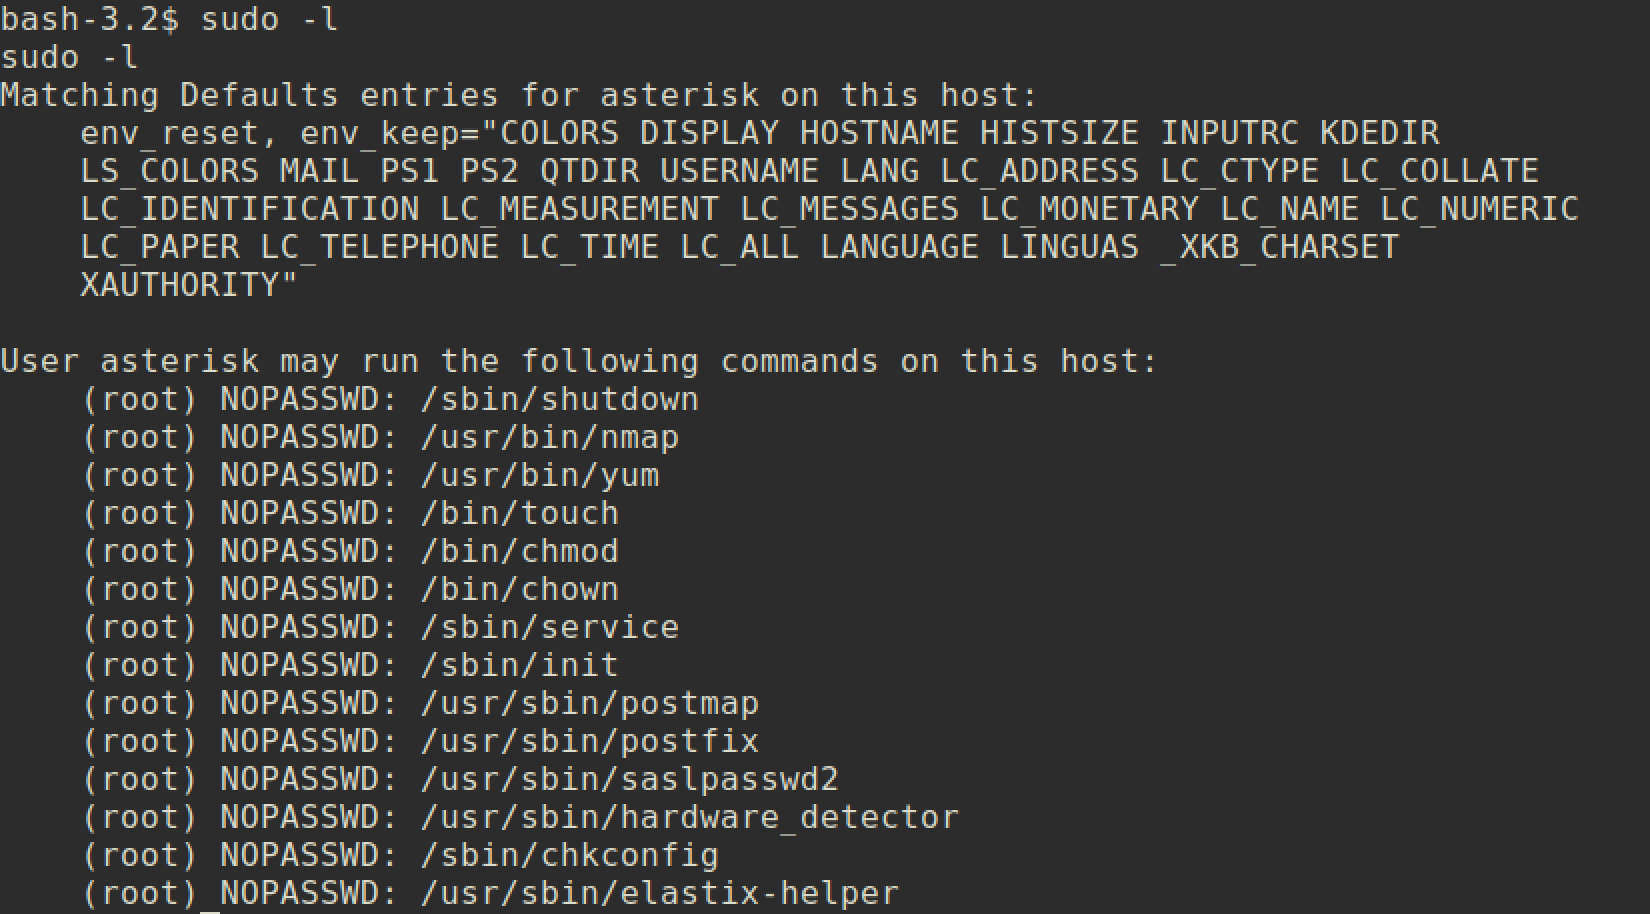 bash-3.2$ sudo -l
sudo -l
Matching Defaults entries for asterisk on this host:
    env_reset, env_keep="COLORS DISPLAY HOSTNAME HISTSIZE INPUTRC KDEDIR
    LS_COLORS MAIL PS1 PS2 QTDIR USERNAME LANG LC_ADDRESS LC_CTYPE LC_COLLATE
    LC_IDENTIFICATION LC_MEASUREMENT LC_MESSAGES LC_MONETARY LC_NAME LC_NUMERIC
    LC_PAPER LC_TELEPHONE LC_TIME LC_ALL LANGUAGE LINGUAS _XKB_CHARSET
    XAUTHORITY"

User asterisk may run the following commands on this host:
    (root) NOPASSWD: /sbin/shutdown
    (root) NOPASSWD: /usr/bin/nmap
    (root) NOPASSWD: /usr/bin/yum
    (root) NOPASSWD: /bin/touch
    (root) NOPASSWD: /bin/chmod
    (root) NOPASSWD: /bin/chown
    (root) NOPASSWD: /sbin/service
    (root) NOPASSWD: /sbin/init
    (root) NOPASSWD: /usr/sbin/postmap
    (root) NOPASSWD: /usr/sbin/postfix
    (root) NOPASSWD: /usr/sbin/saslpasswd2
    (root) NOPASSWD: /usr/sbin/hardware_detector
    (root) NOPASSWD: /sbin/chkconfig
    (root) NOPASSWD: /usr/sbin/elastix-helper